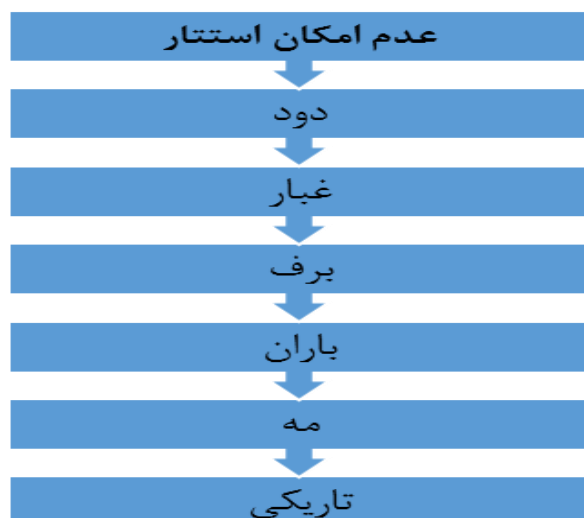 عدم امکان استتار
دود
غبار
برف
باران
مه
تاریکی